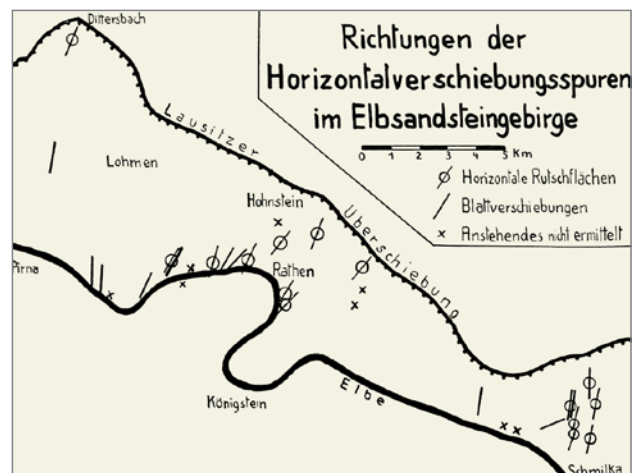 Dittersbach
Richtungen der
Horizontalverschiebungsspuren
im Elbsandsteingebirge
0 1 2 3 4 5 Km
Horizontale Rutschflächen
Blattverschiebungen
Anstehendes nicht ermittelt
Lausitzer
Überschiebung
Lohmen
Hohnstein
Pirna
Rathen
Königstein
Elbe
Schmilka